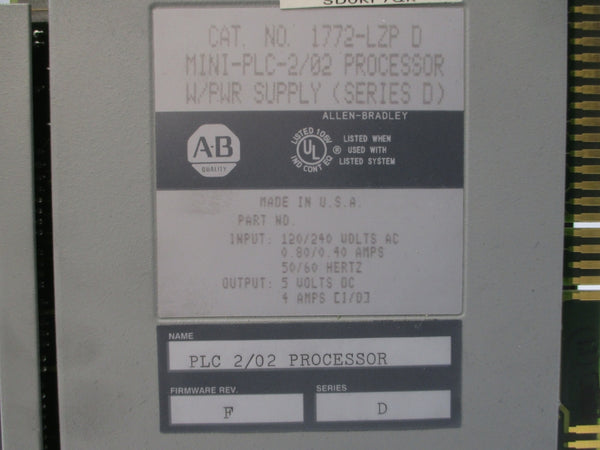 CAT. NO. 1772-LZP D
MINI-PLC-2/02 PROCESSOR
W/PWR SUPPLY (SERIES D)
ALLEN-BRADLEY
A-B
QUALITY
LISTED
UL
IND CONT EQ
® LISTED WHEN
USED WITH
LISTED SYSTEM
MADE IN U.S.A.
PART NO.
INPUT: 120/240 VOLTS AC
0.80/0.40 AMPS
50/60 HERTZ
OUTPUT: 5 VOLTS DC
4 AMPS [I/O]
NAME
PLC 2/02 PROCESSOR
FIRMWARE REV.
SERIES
F
D